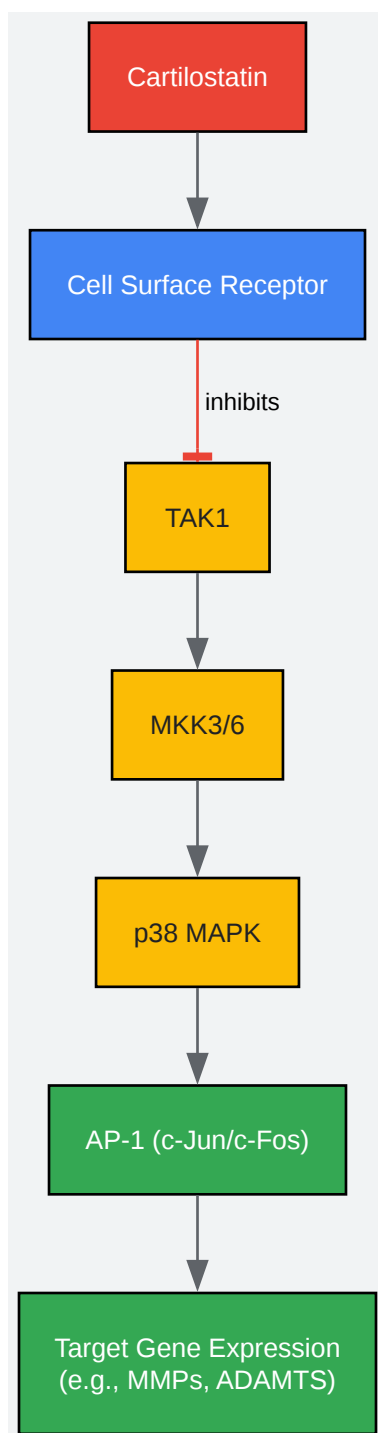 Cartilostatin
Cell Surface Receptor
inhibits
TAK1
MKK3/6
p38 MAPK
AP-1 (c-Jun/c-Fos)
Target Gene Expression
(e.g., MMPs, ADAMTS)